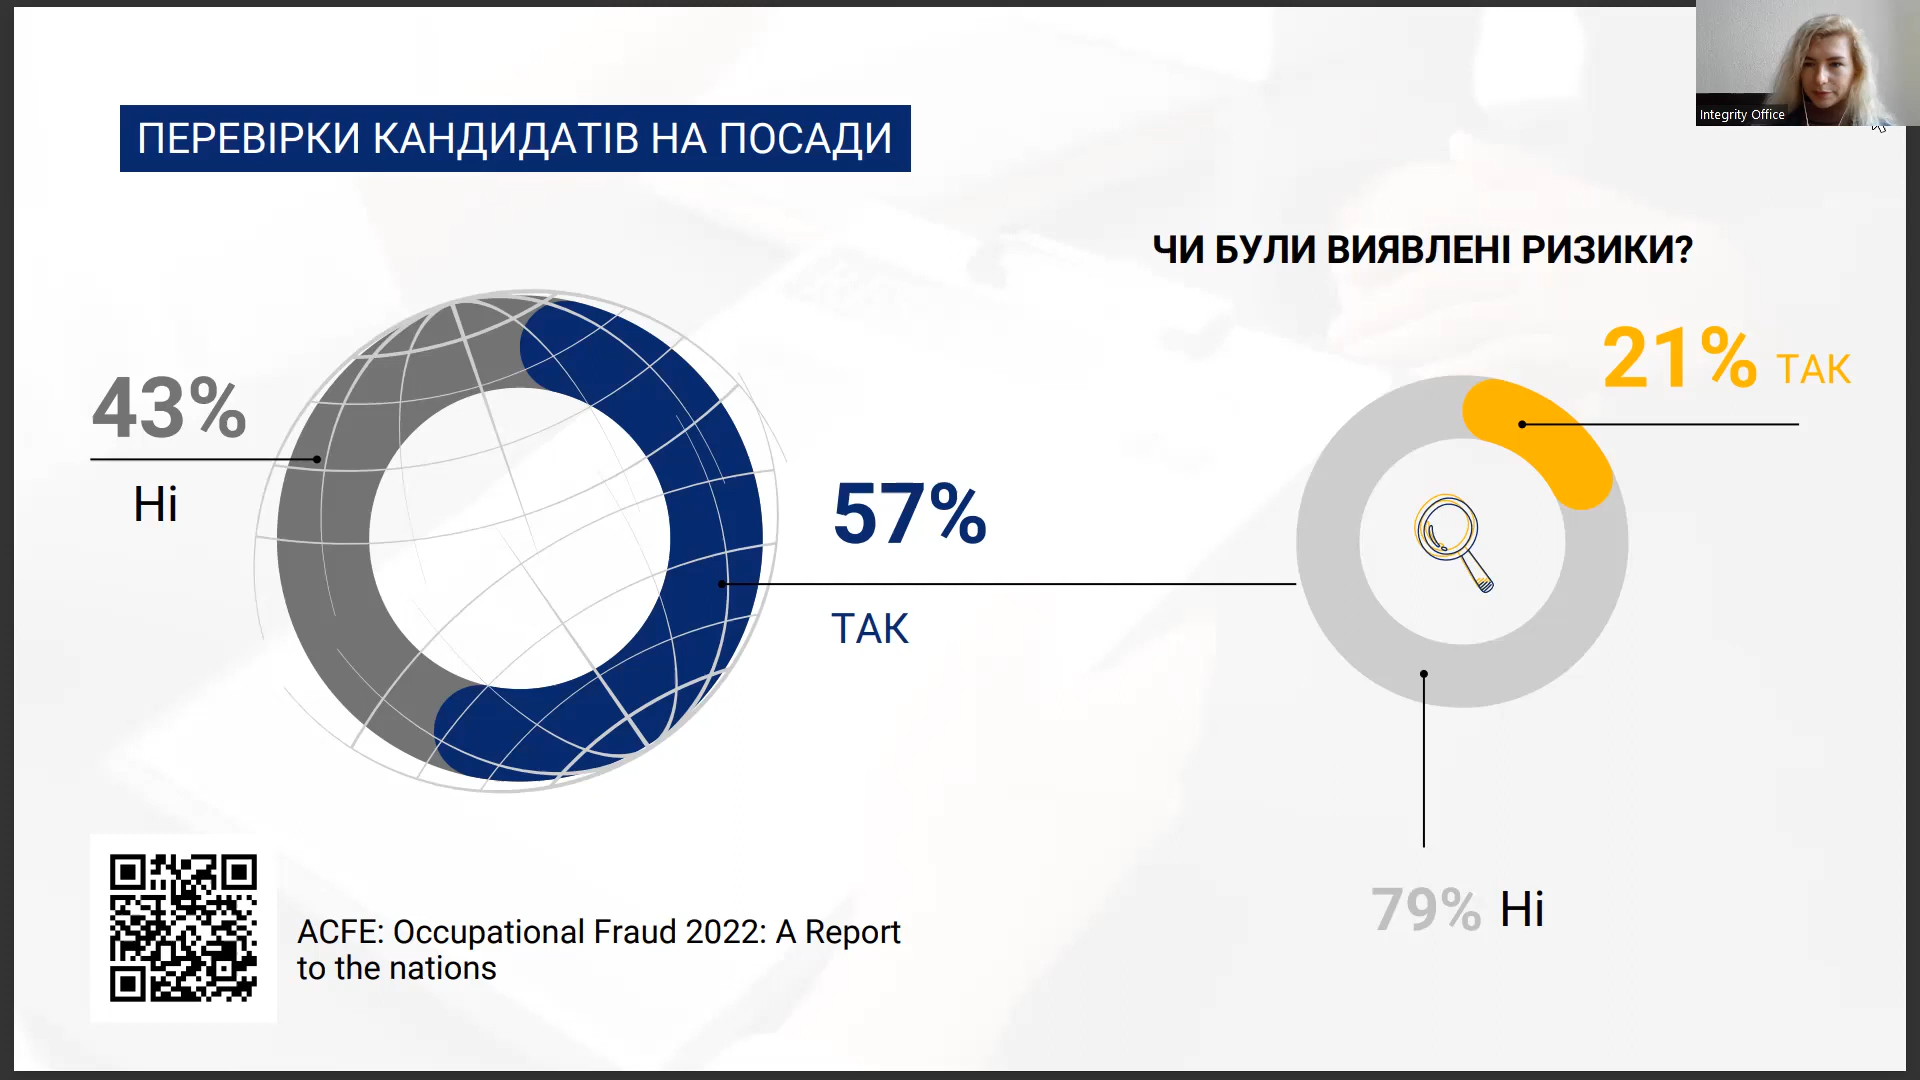 Integrity Office
ПЕРЕВІРКИ КАНДИДАТІВ НА ПОСАДИ
ЧИ БУЛИ ВИЯВЛЕНІ РИЗИКИ?
43%
Ні
57%
ТАК
21% ТАК
79% Ні
ACFE: Occupational Fraud 2022: A Report
to the nations